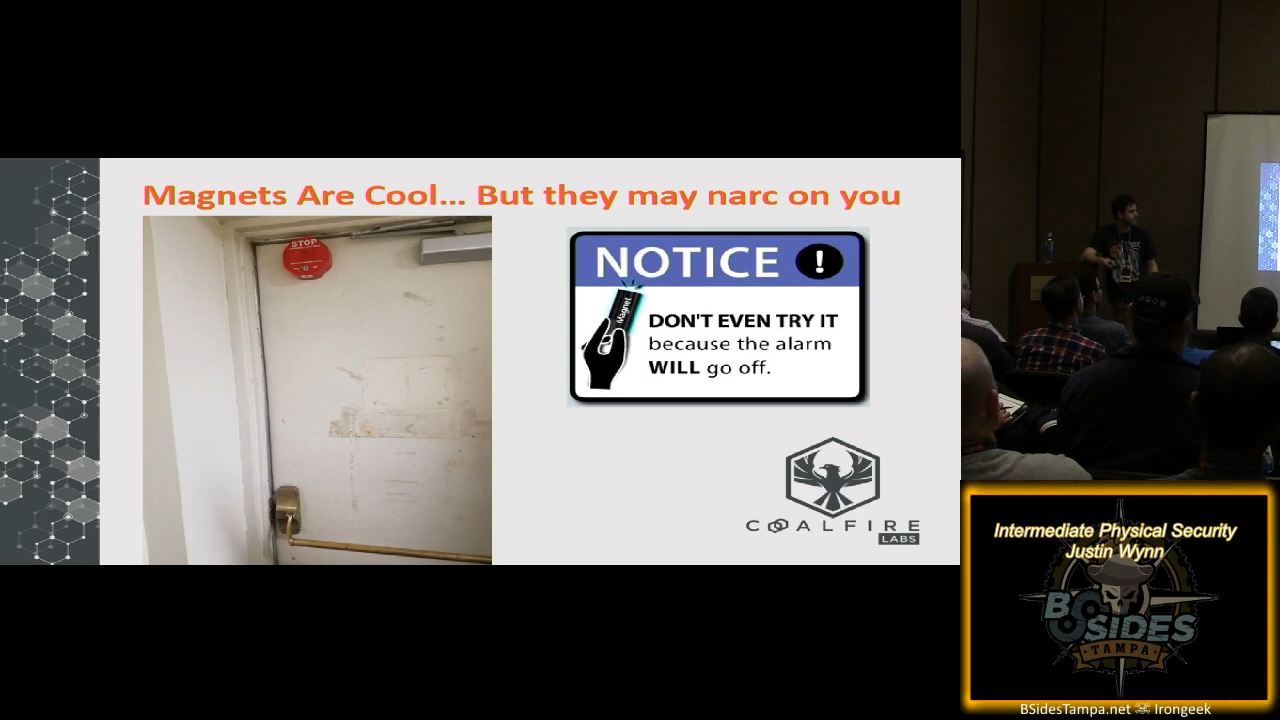 Magnets Are Cool... But they may narc on you
STOP
NOTICE !
Magnet
DON'T EVEN TRY IT
because the alarm
WILL go off.
COALFIRE
LABS
Intermediate Physical Security
Justin Wynn
BSIDES
TAMPA
BSidesTampa.net Irongeek